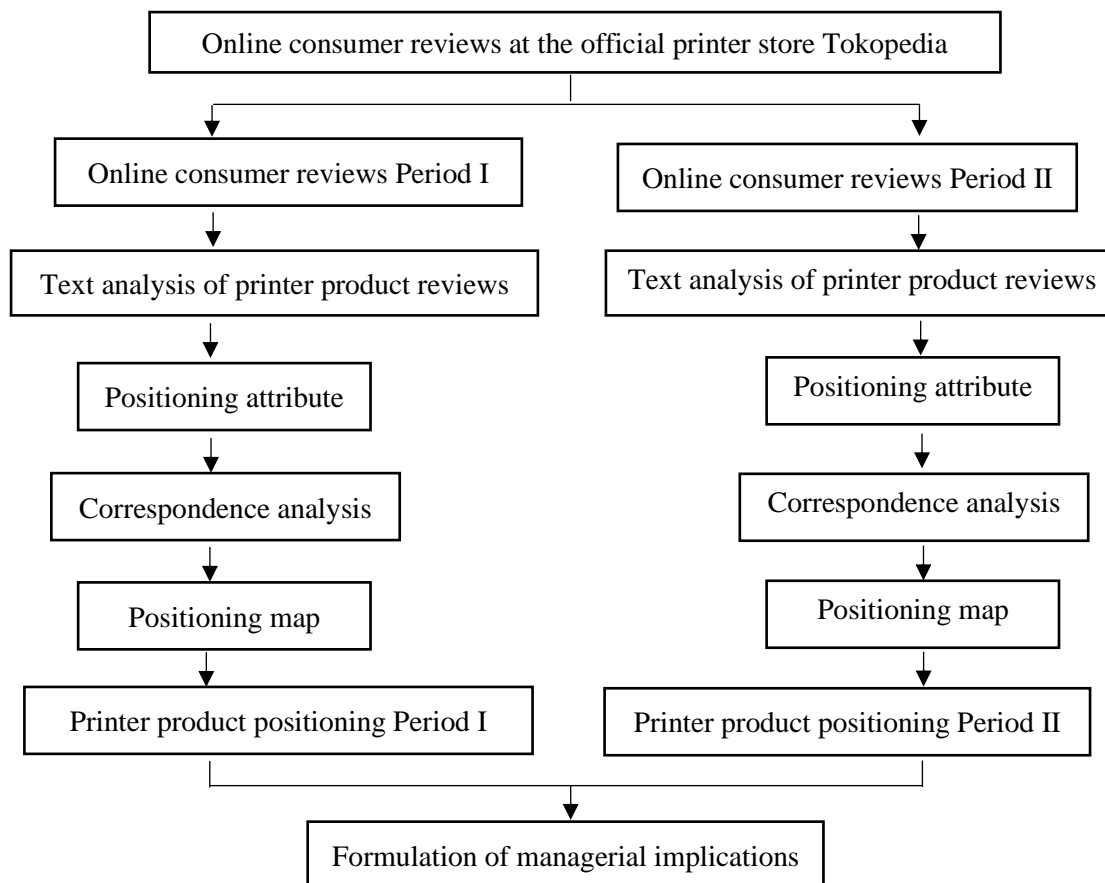 Online consumer reviews at the official printer store Tokopedia
Online consumer reviews Period I
Online consumer reviews Period II
Text analysis of printer product reviews
Text analysis of printer product reviews
Positioning attribute
Positioning attribute
Correspondence analysis
Correspondence analysis
Positioning map
Positioning map
Printer product positioning Period I
Printer product positioning Period II
Formulation of managerial implications